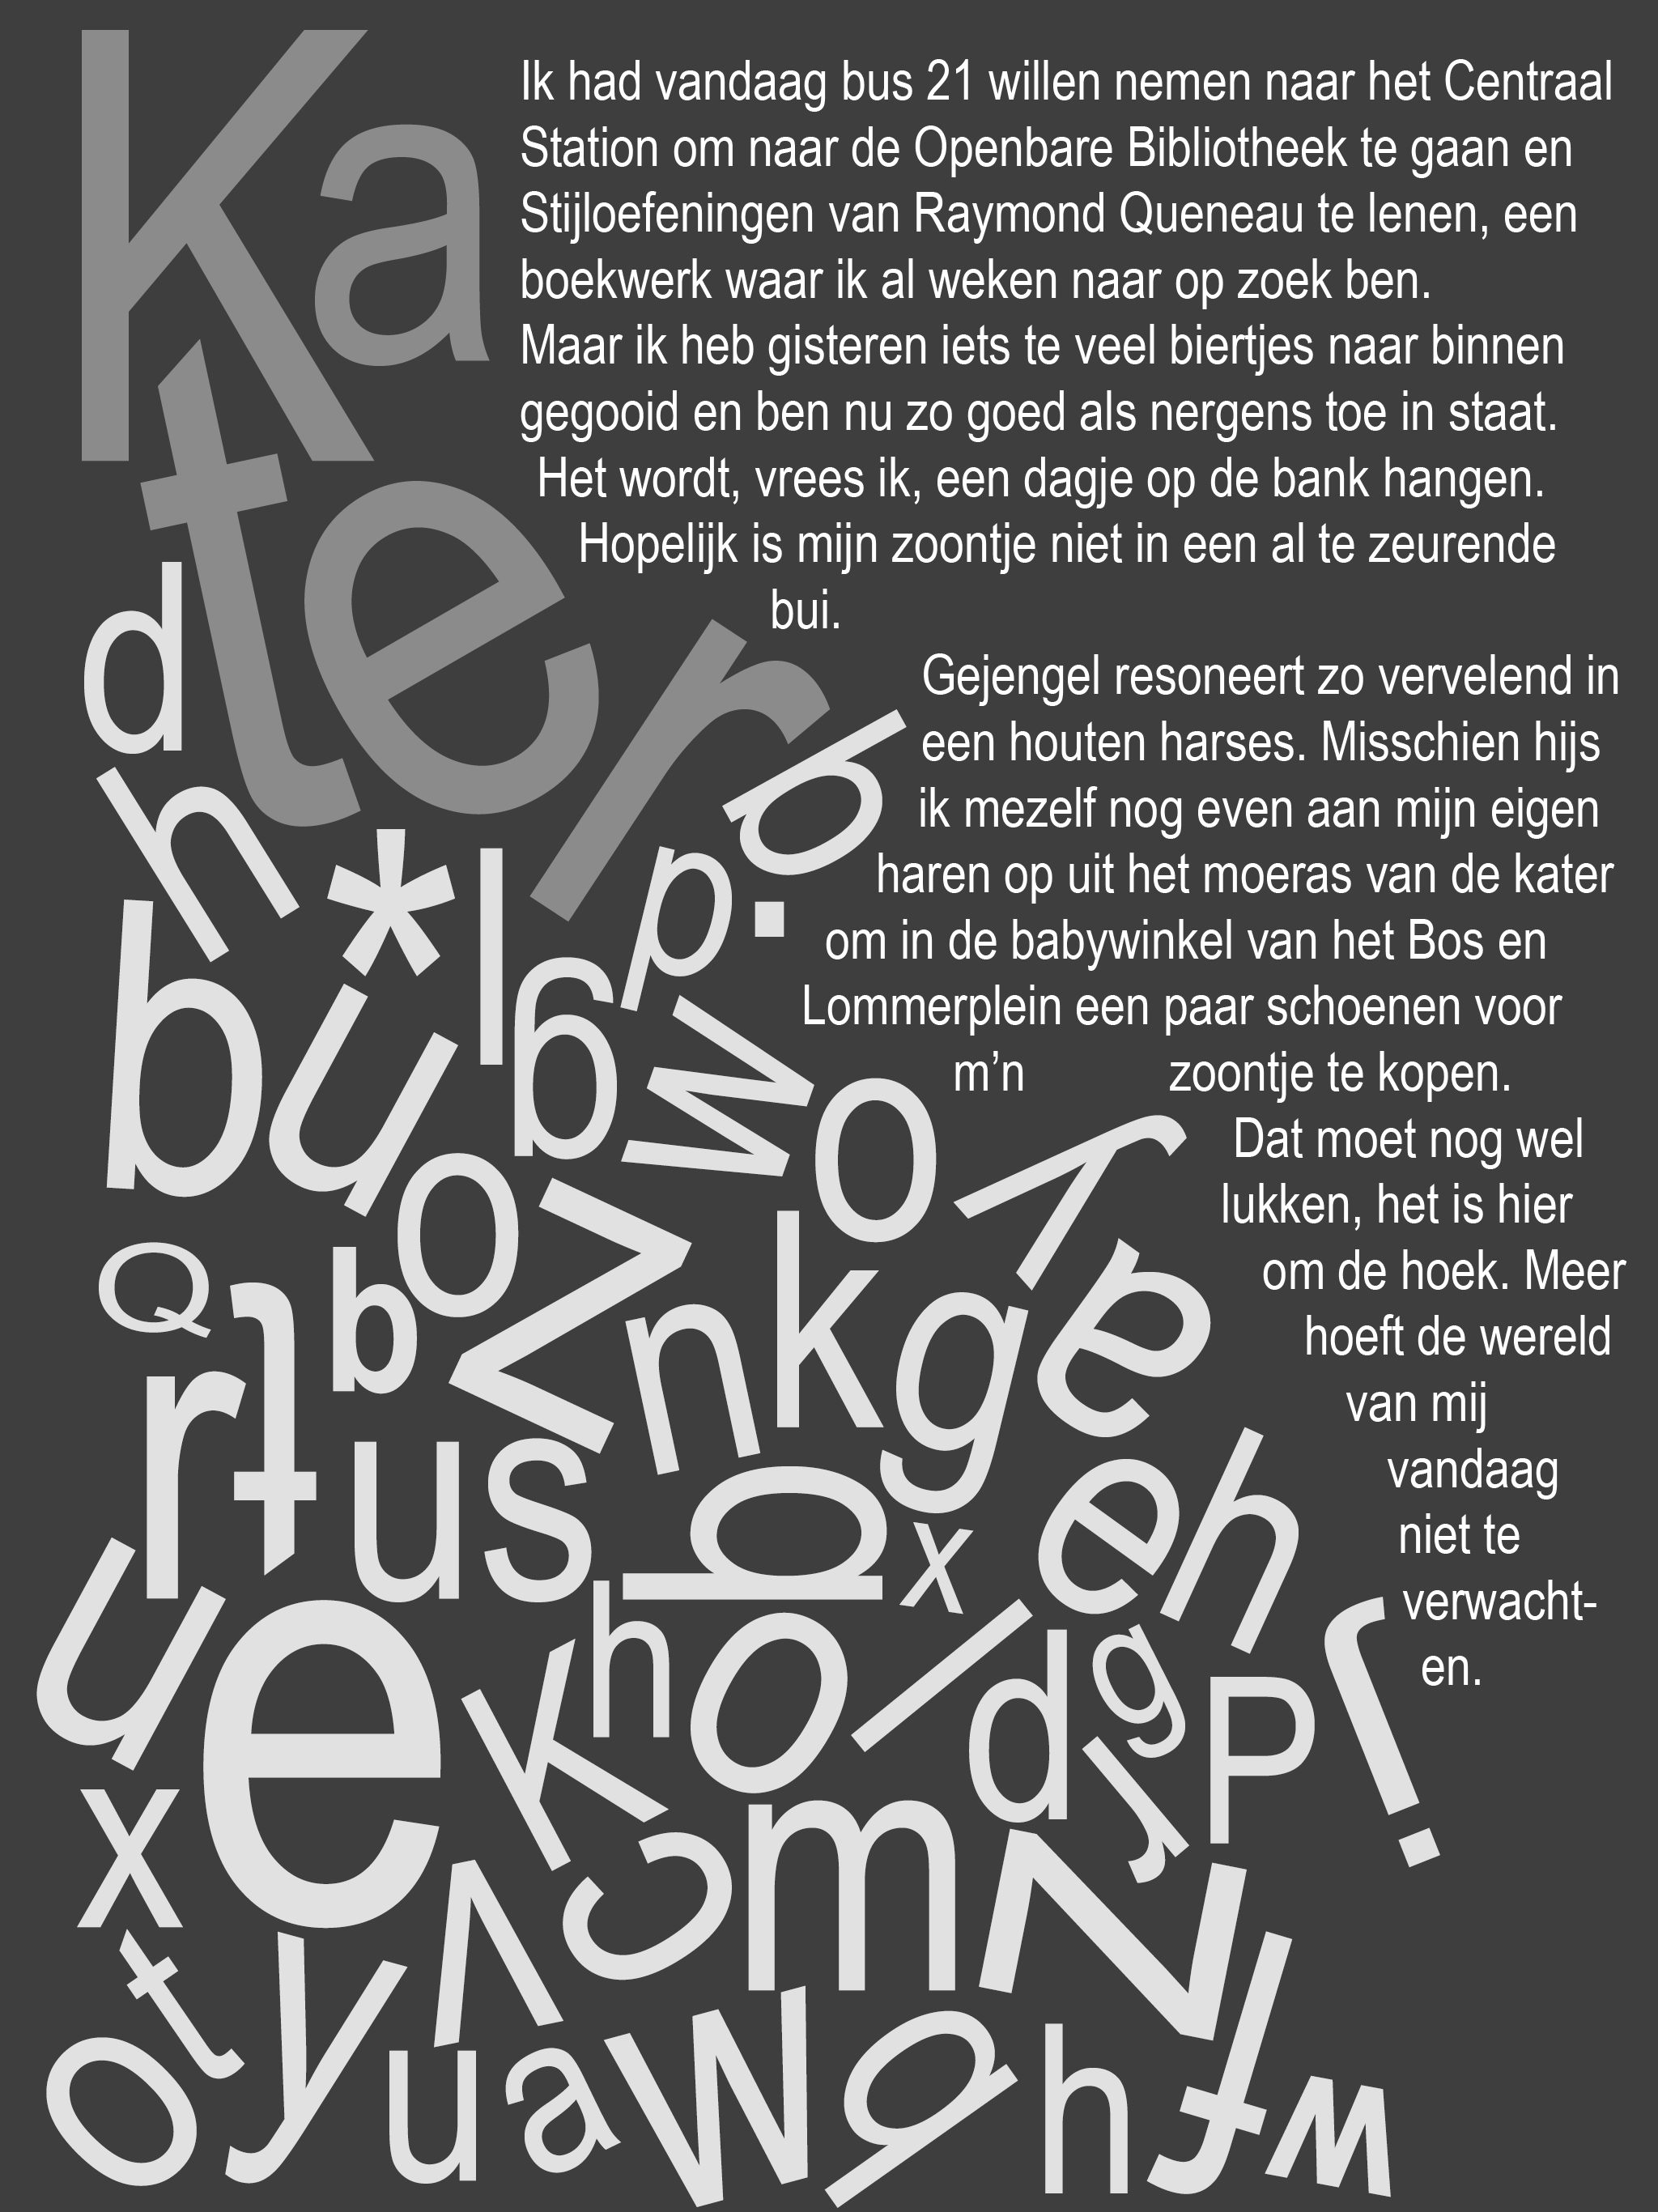 Kater
Ik had vandaag bus 21 willen nemen naar het Centraal
Station om naar de Openbare Bibliotheek te gaan en
Stijloefeningen van Raymond Queneau te lenen, een
boekwerk waar ik al weken naar op zoek ben.
Maar ik heb gisteren iets te veel biertjes naar binnen
gegooid en ben nu zo goed als nergens toe in staat.
Het wordt, vrees ik, een dagje op de bank hangen.
Hopelijk is mijn zoontje niet in een al te zeurende
bui.
Gejengel resoneert zo vervelend in
een houten harses. Misschien hijs
ik mezelf nog even aan mijn eigen
haren op uit het moeras van de kater
om in de babywinkel van het Bos en
Lommerplein een paar schoenen voor
m’n zoontje te kopen.
Dat moet nog wel
lukken, het is hier
om de hoek. Meer
hoeft de wereld
van mij
vandaag
niet te
verwacht-
en.